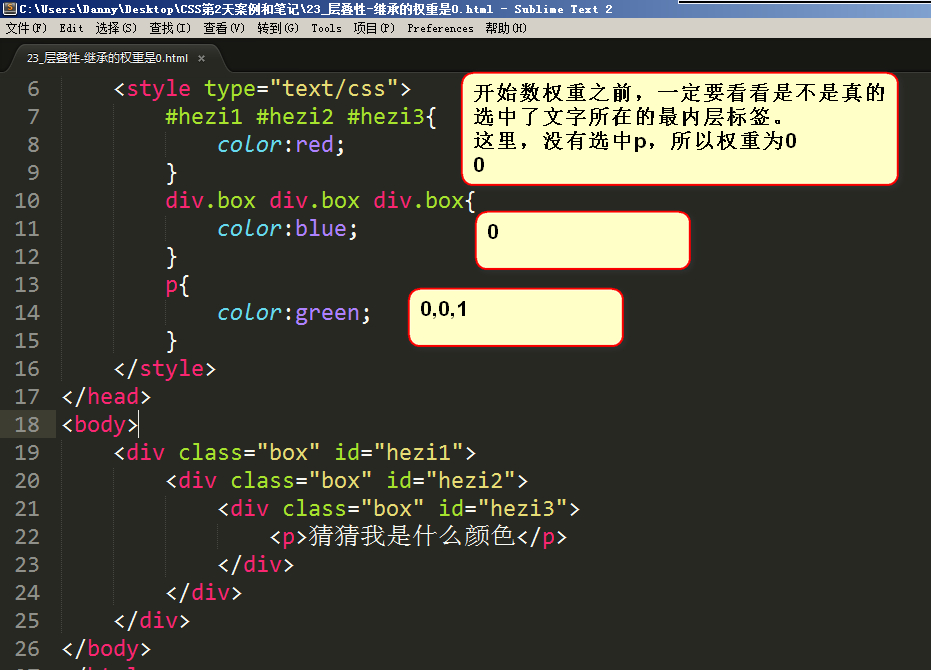 C:\Users\Danny\Desktop\CSS第2天案例和笔记\23_层叠性-继承的权重是0.html - Sublime Text 2
文件(F) Edit 选择(S) 查找(I) 查看(V) 转到(G) Tools 项目(P) Preferences 帮助(H)
23_层叠性-继承的权重是0.html ×
6 <style type="text/css">
7 #hezi1 #hezi2 #hezi3{
8 color:red;
9 }
10 div.box div.box div.box{
11 color:blue;
12 }
13 p{
14 color:green;
15 }
16 </style>
17 </head>
18 <body>
19 <div class="box" id="hezi1">
20 <div class="box" id="hezi2">
21 <div class="box" id="hezi3">
22 <p>猜猜我是什么颜色</p>
23 </div>
24 </div>
25 </div>
26 </body>
开始数权重之前，一定要看看是不是真的
选中了文字所在的最内层标签。
这里，没有选中p，所以权重为0
0
0
0,0,1